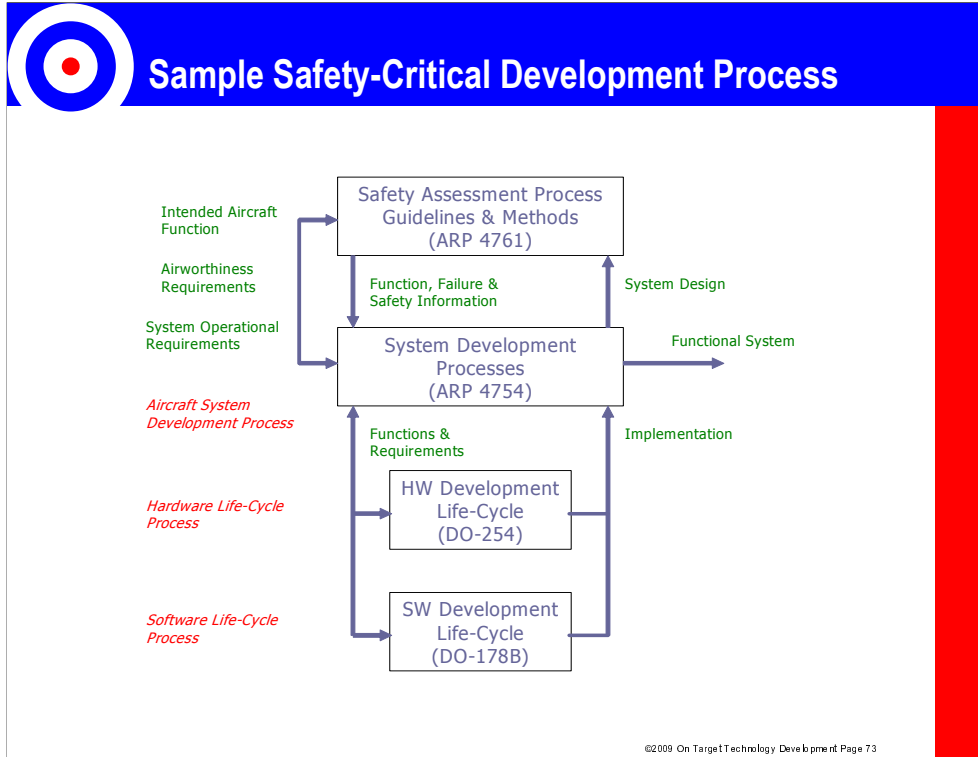 Sample Safety-Critical Development Process
Safety Assessment Process
Guidelines & Methods
(ARP 4761)
Intended Aircraft
Function
Airworthiness
Requirements
Function, Failure &
Safety Information
System Design
System Operational
Requirements
System Development
Processes
(ARP 4754)
Functional System
Aircraft System
Development Process
Functions &
Requirements
Implementation
HW Development
Life-Cycle
(DO-254)
Hardware Life-Cycle
Process
SW Development
Life-Cycle
(DO-178B)
Software Life-Cycle
Process
©2009 On Target Technology Development Page 73